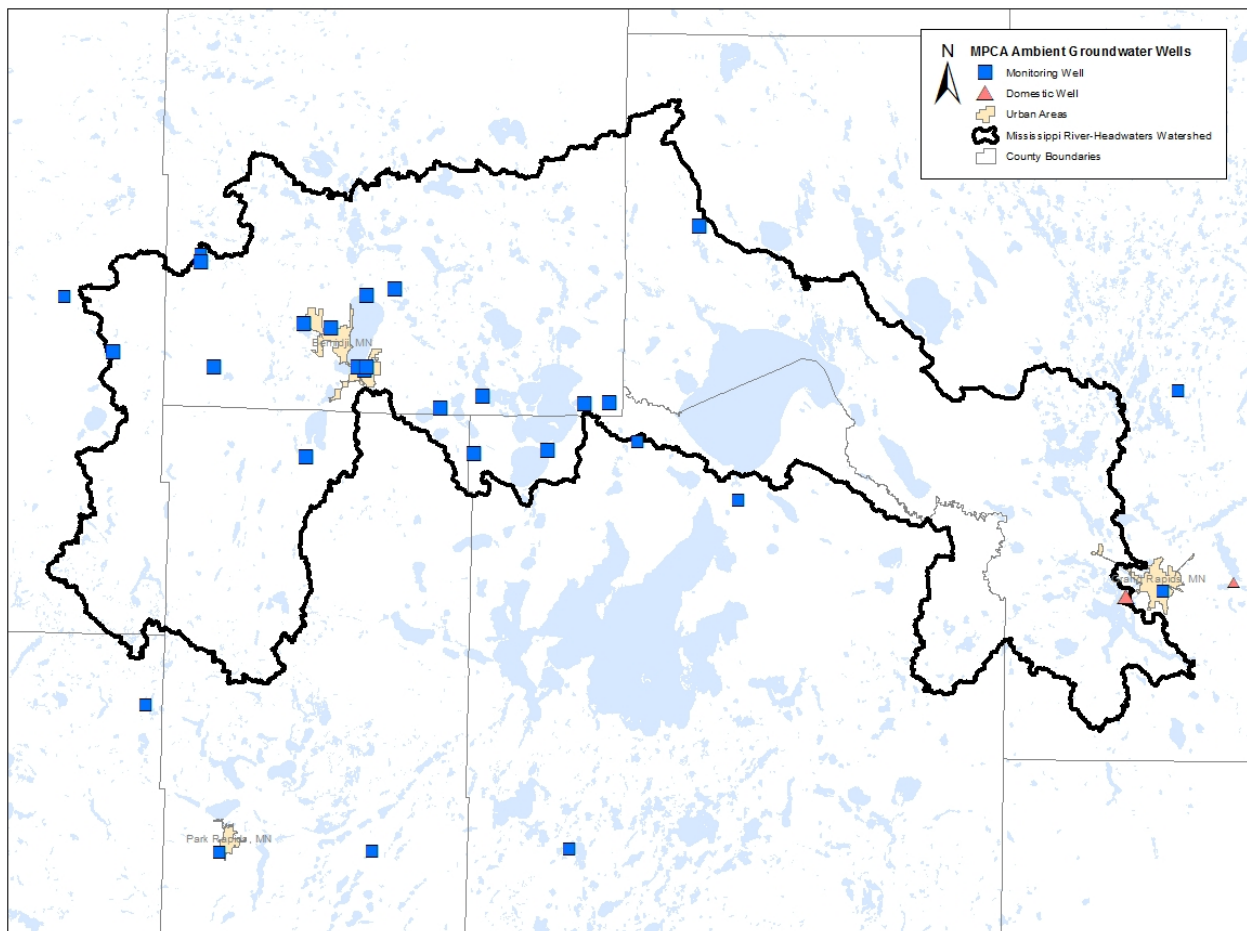 N
MPCA Ambient Groundwater Wells
Monitoring Well
Domestic Well
Urban Areas
Mississippi River-Headwaters Watershed
County Boundaries
Bemidji, MN
Grand Rapids, MN
Park Rapids, MN